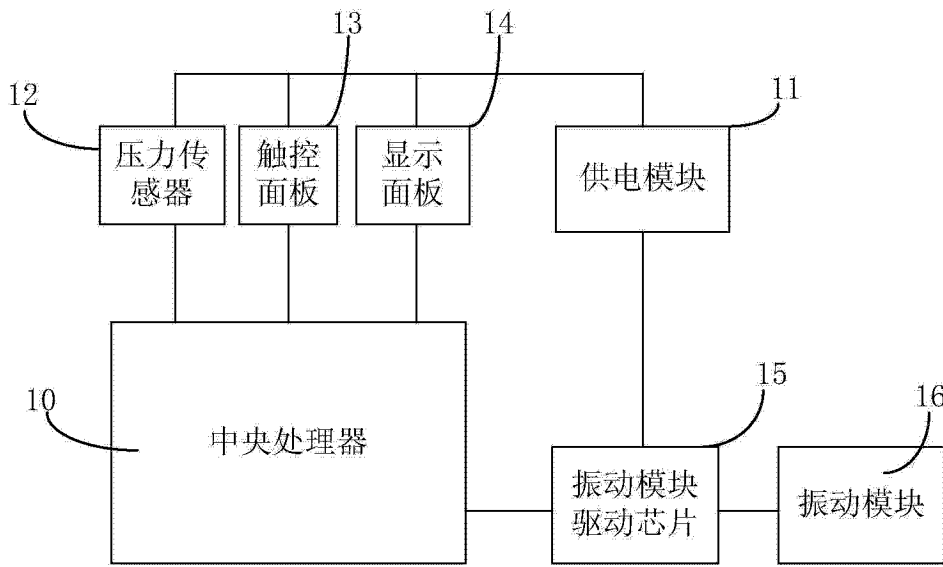 13
14
12
11
压力传
感器
触控
面板
显示
面板
供电模块
10
中央处理器
15
16
振动模块
驱动芯片
振动模块